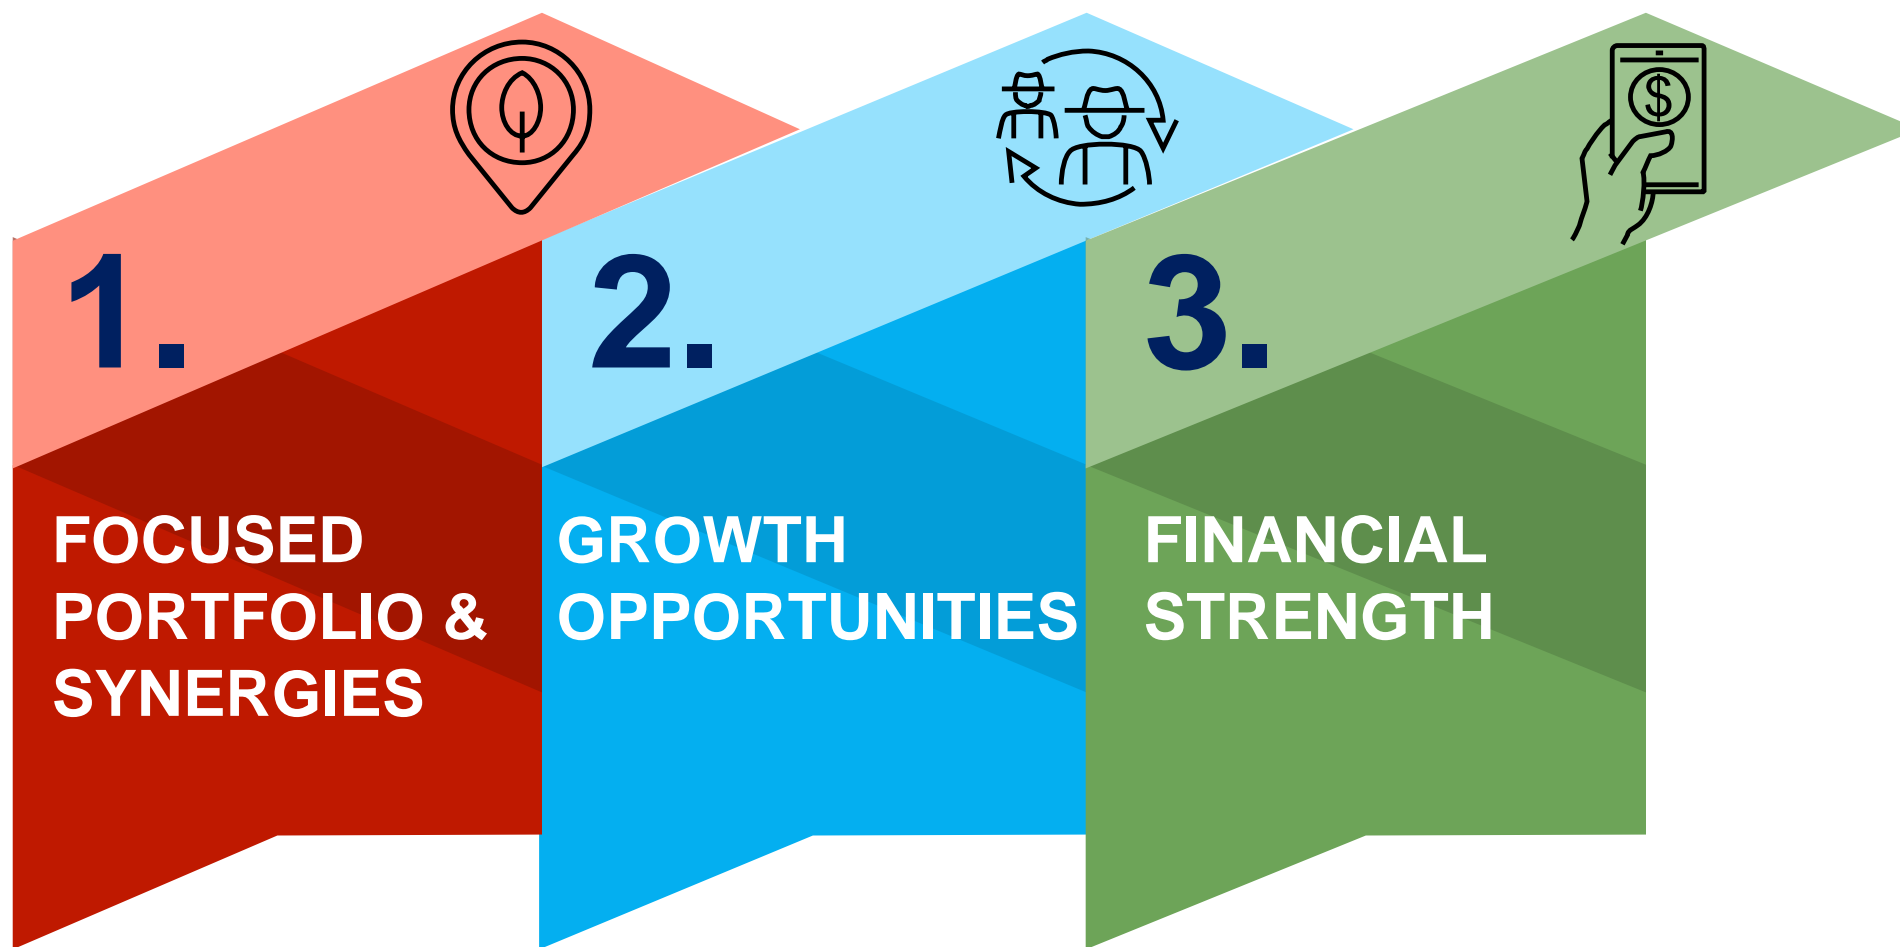 1.
FOCUSED
PORTFOLIO &
SYNERGIES
2.
GROWTH
OPPORTUNITIES
3.
$
FINANCIAL
STRENGTH